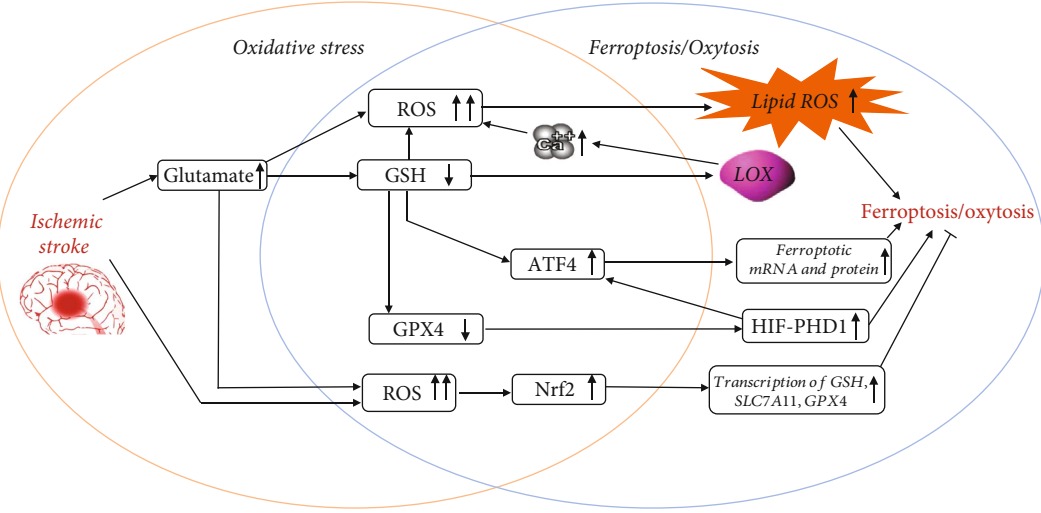 Oxidative stress
Ferroptosis/Oxytosis
ROS
Lipid ROS
Ca++
Glutamate
GSH
LOX
Ischemic
stroke
Ferroptosis/oxytosis
ATF4
Ferroptotic
mRNA and protein
GPX4
HIF-PHD1
ROS
Nrf2
Transcription of GSH,
SLC7A11, GPX4